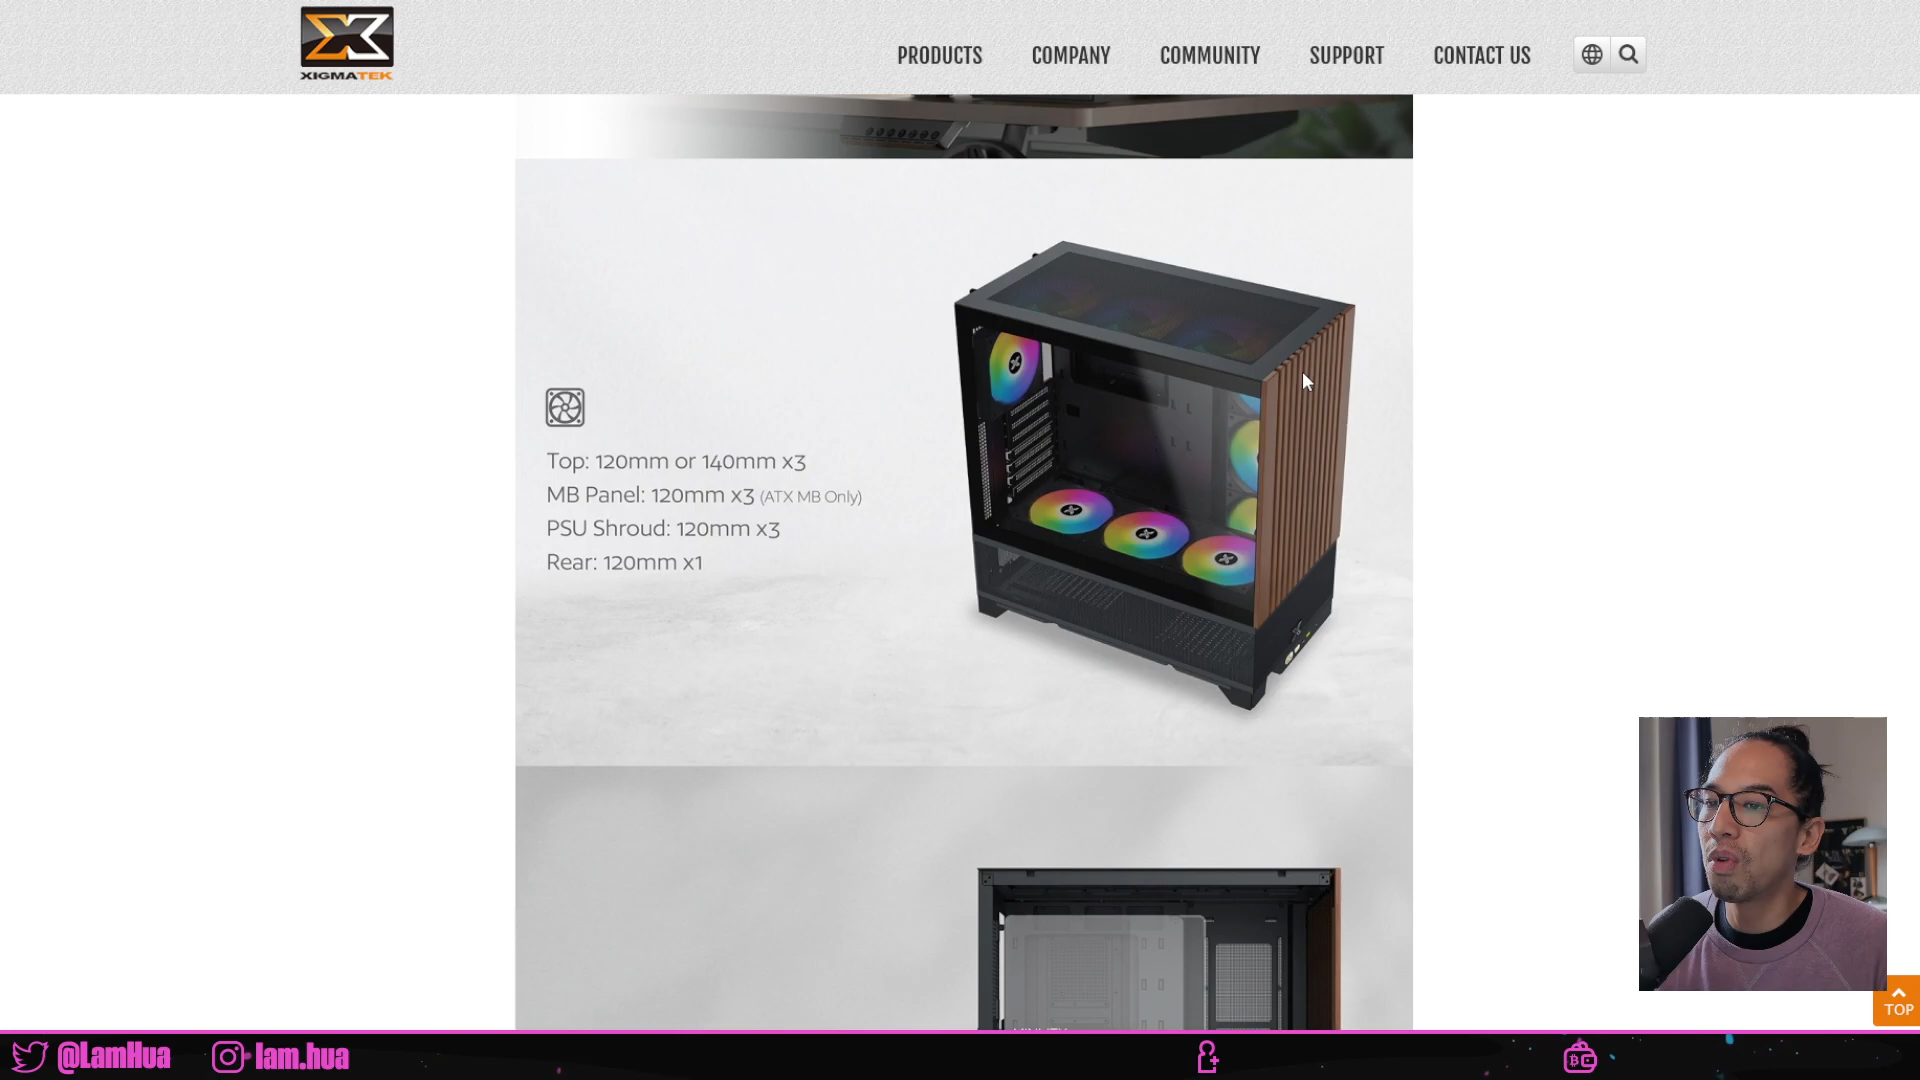 XIGMATEK
PRODUCTS
COMPANY
COMMUNITY
SUPPORT
CONTACT US
Top: 120mm or 140mm x3
MB Panel: 120mm x3 (ATX MB Only)
PSU Shroud: 120mm x3
Rear: 120mm x1
TOP
@LamHua
lam.hua